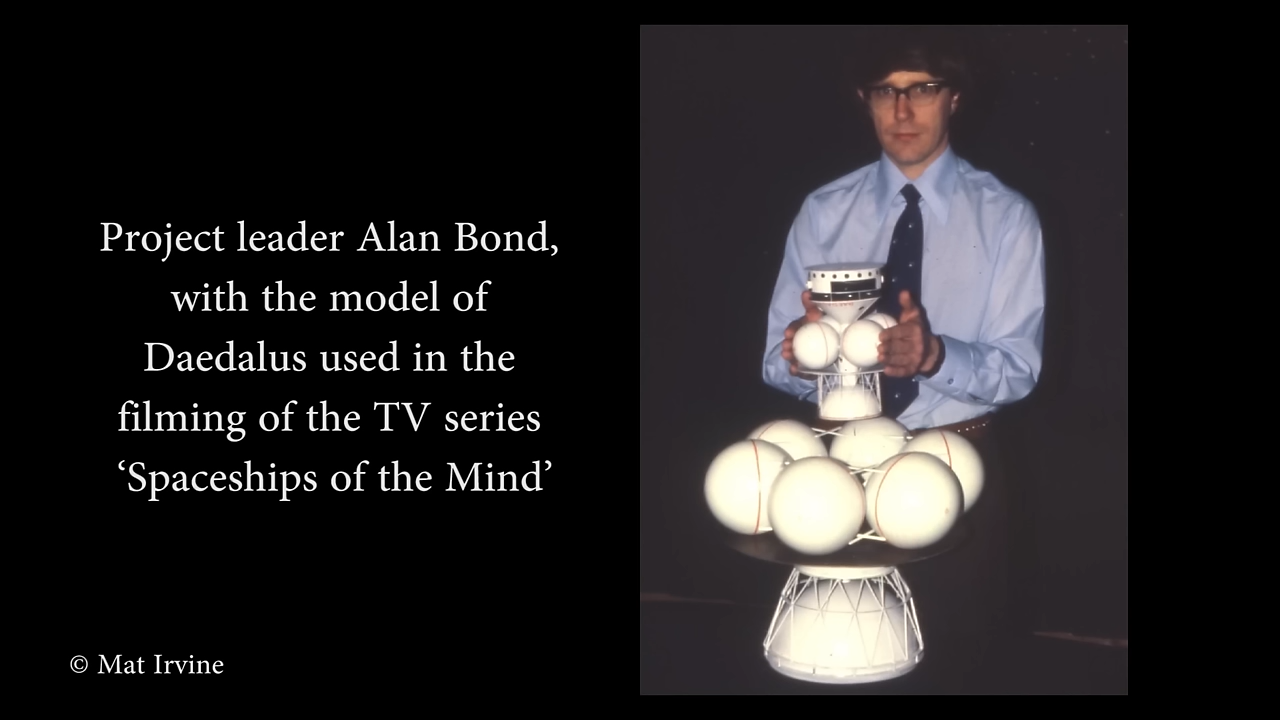 Project leader Alan Bond,
with the model of
Daedalus used in the
filming of the TV series
‘Spaceships of the Mind’
© Mat Irvine